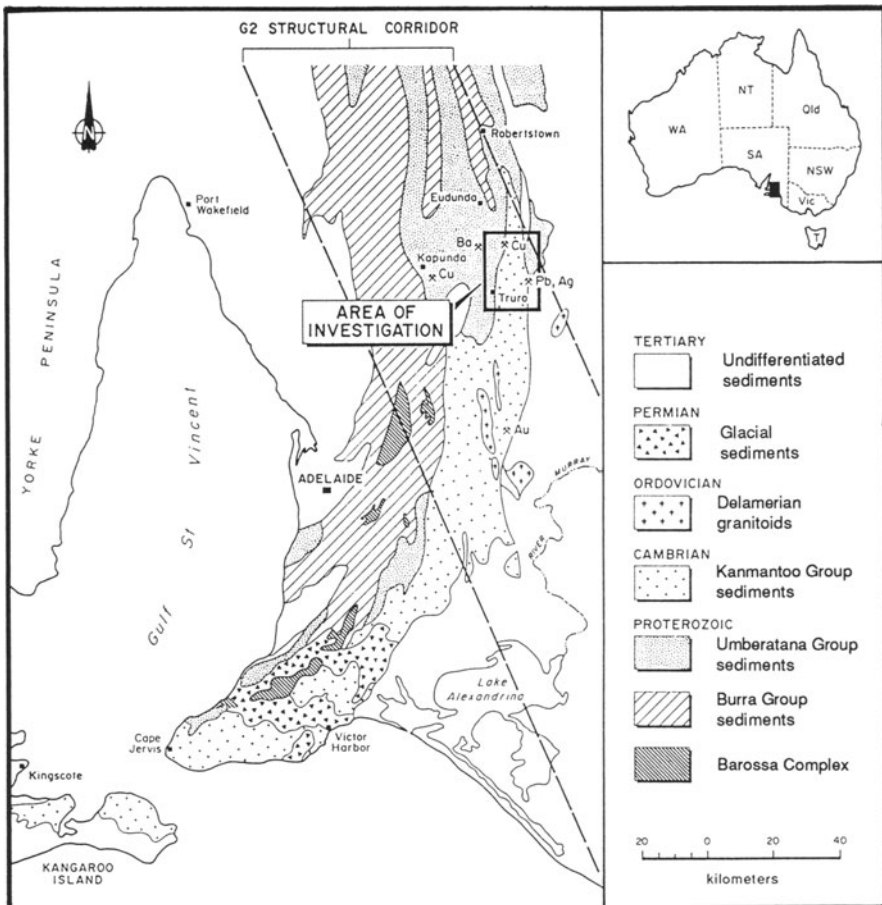 G2 STRUCTURAL CORRIDOR
N
Port
Wakefield
Robertstown
Eudunda
Ba
Cu
Kapunda
Cu
Pb, Ag
Truro
AREA OF
INVESTIGATION
YORKE PENINSULA
Gulf St Vincent
Au
ADELAIDE
MURRAY
RIVER
Lake
Alexandrina
Cape
Jervis
Victor
Harbor
Kingscote
KANGAROO
ISLAND
WA
NT
Qld
SA
NSW
Vic
T
TERTIARY
Undifferentiated
sediments
PERMIAN
Glacial
sediments
ORDOVICIAN
Delamerian
granitoids
CAMBRIAN
Kanmantoo Group
sediments
PROTEROZOIC
Umberatana Group
sediments
Burra Group
sediments
Barossa Complex
20 0 20 40
kilometers